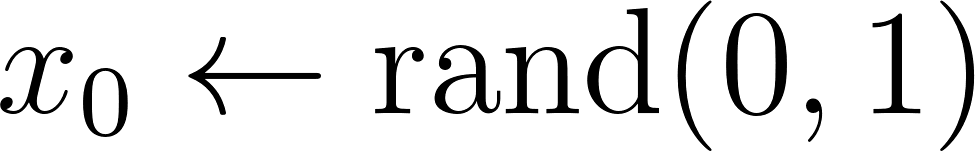 x₀ ← rand(0, 1)